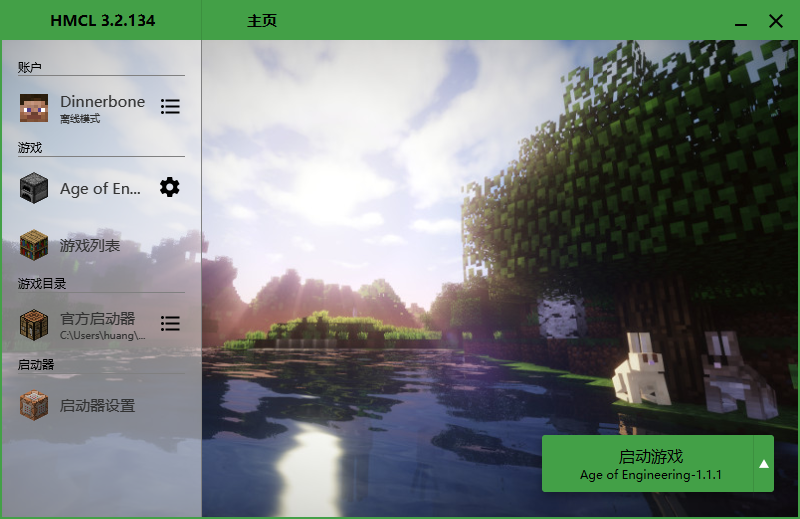 HMCL 3.2.134
主页
账户
Dinnerbone
离线模式
游戏
Age of En...
游戏列表
游戏目录
官方启动器
C:\Users\huang\...
启动器
启动器设置
启动游戏
Age of Engineering-1.1.1